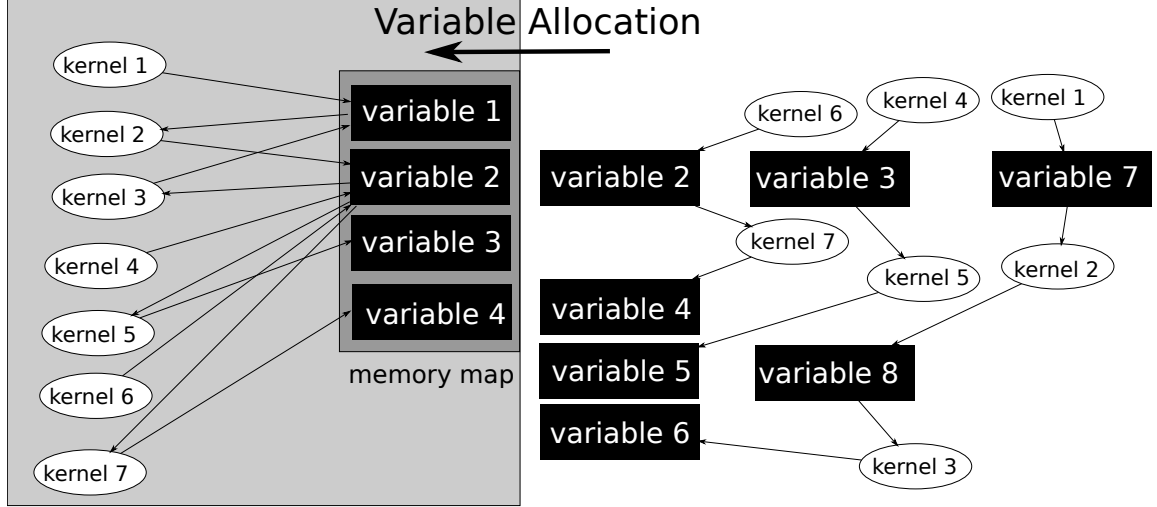 Variable Allocation
kernel 1
kernel 2
kernel 3
kernel 4
kernel 5
kernel 6
kernel 7
variable 1
variable 2
variable 3
variable 4
memory map
kernel 6
kernel 4
kernel 1
variable 2
variable 3
variable 7
kernel 7
kernel 5
kernel 2
variable 4
variable 5
variable 8
variable 6
kernel 3